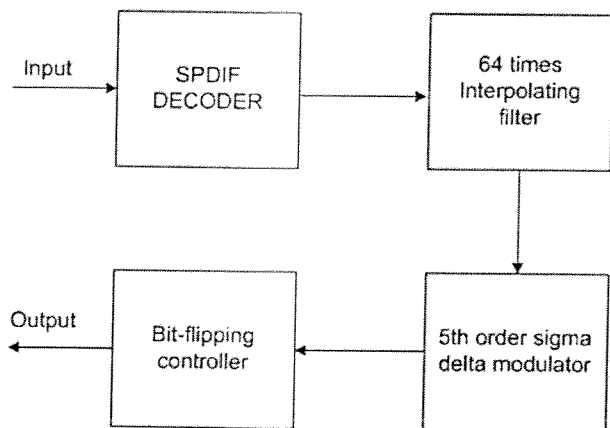 Input
SPDIF
DECODER
64 times
Interpolating
filter
5th order sigma
delta modulator
Bit-flipping
controller
Output